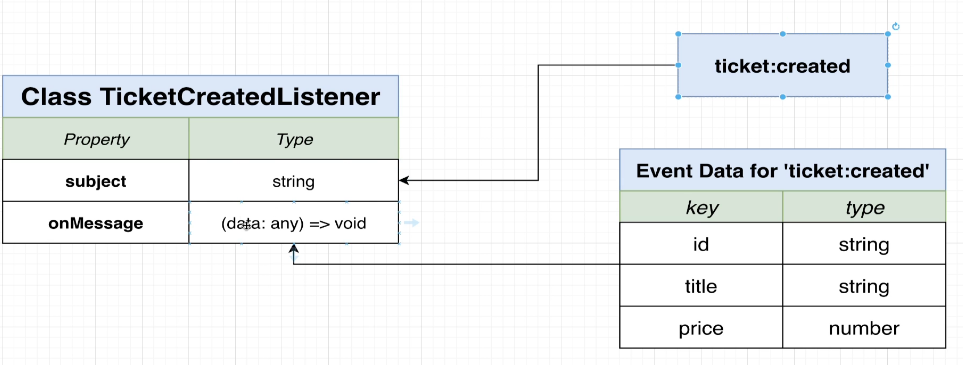 ticket:created
Class TicketCreatedListener
Property Type
subject string
onMessage (data: any) => void
Event Data for 'ticket:created'
key type
id string
title string
price number